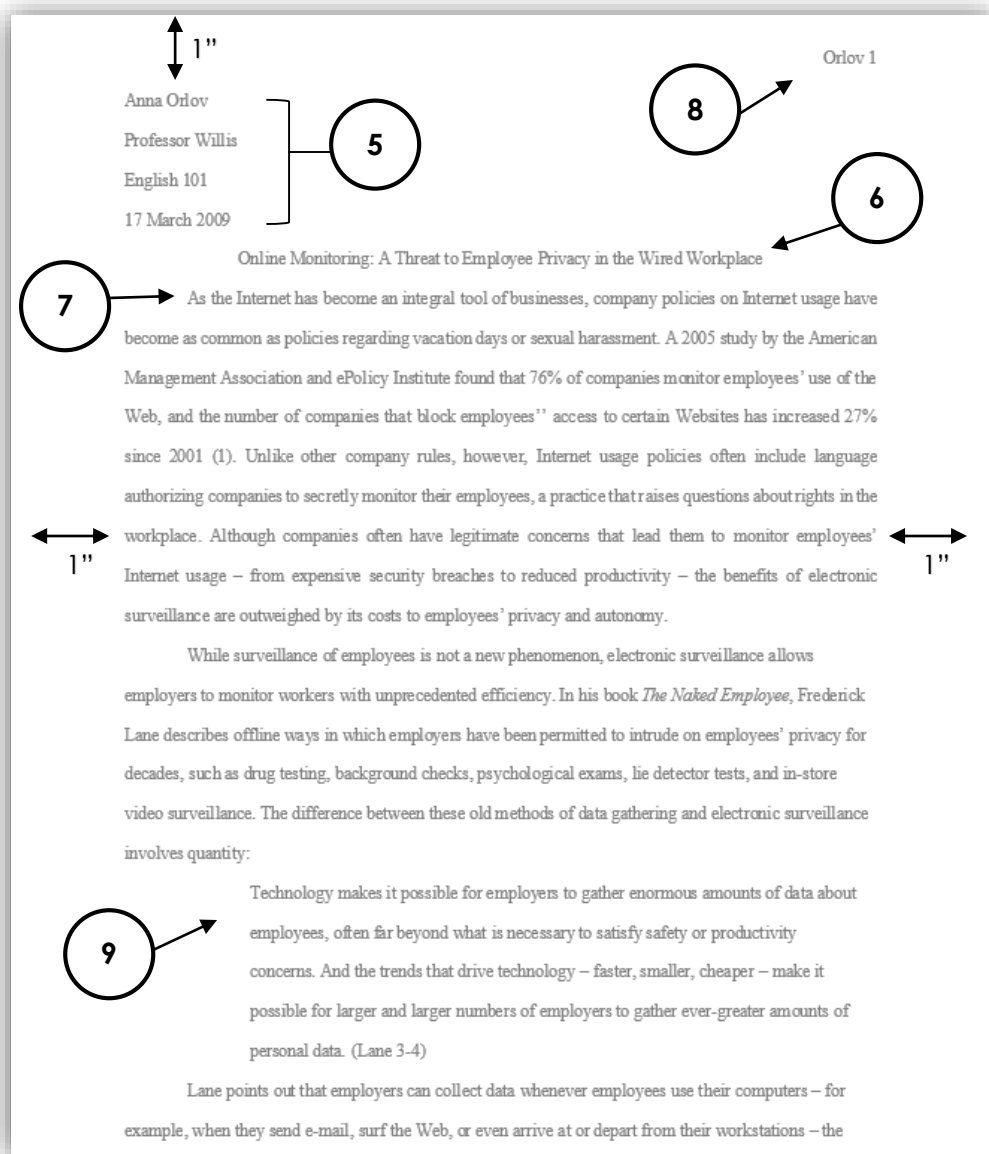 1”
Orlov 1
8
Anna Orlov
Professor Willis
English 101
17 March 2009
5
6
Online Monitoring: A Threat to Employee Privacy in the Wired Workplace
7
As the Internet has become an integral tool of businesses, company policies on Internet usage have
become as common as policies regarding vacation days or sexual harassment. A 2005 study by the American
Management Association and ePolicy Institute found that 76% of companies monitor employees’ use of the
Web, and the number of companies that block employees’’ access to certain Websites has increased 27%
since 2001 (1). Unlike other company rules, however, Internet usage policies often include language
authorizing companies to secretly monitor their employees, a practice that raises questions about rights in the
workplace. Although companies often have legitimate concerns that lead them to monitor employees’
1”
1”
Internet usage – from expensive security breaches to reduced productivity – the benefits of electronic
surveillance are outweighed by its costs to employees’ privacy and autonomy.
While surveillance of employees is not a new phenomenon, electronic surveillance allows
employers to monitor workers with unprecedented efficiency. In his book The Naked Employee, Frederick
Lane describes offline ways in which employers have been permitted to intrude on employees’ privacy for
decades, such as drug testing, background checks, psychological exams, lie detector tests, and in-store
video surveillance. The difference between these old methods of data gathering and electronic surveillance
involves quantity:
9
Technology makes it possible for employers to gather enormous amounts of data about
employees, often far beyond what is necessary to satisfy safety or productivity
concerns. And the trends that drive technology – faster, smaller, cheaper – make it
possible for larger and larger numbers of employers to gather ever-greater amounts of
personal data. (Lane 3-4)
Lane points out that employers can collect data whenever employees use their computers – for
example, when they send e-mail, surf the Web, or even arrive at or depart from their workstations – the